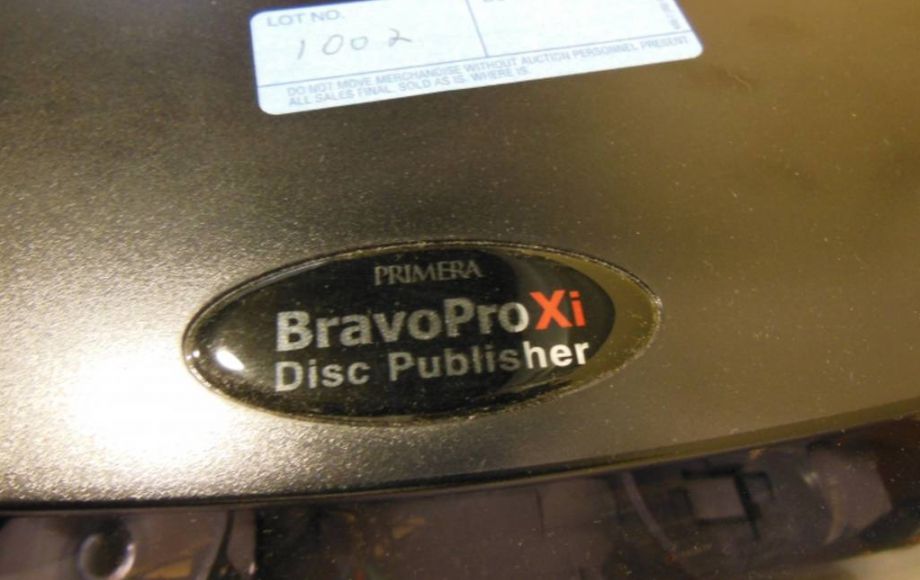 LOT NO.
1002
DO NOT MOVE MERCHANDISE WITHOUT AUCTION PERSONNEL PRESENT.
ALL SALES FINAL. SOLD AS IS, WHERE IS.
PRIMERA
BravoProXi
Disc Publisher